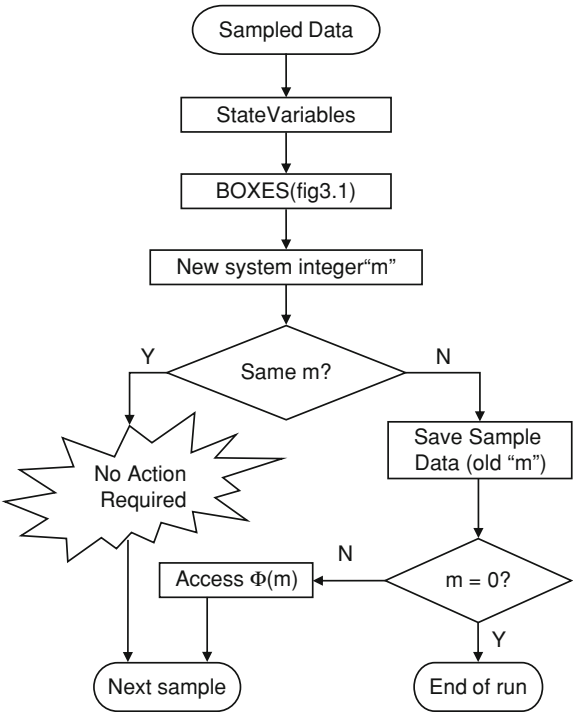 Sampled Data
StateVariables
BOXES(fig3.1)
New system integer“m”
Y
Same m?
N
No Action
Required
Save Sample
Data (old “m”)
N
Access Φ(m)
m = 0?
Y
Next sample
End of run